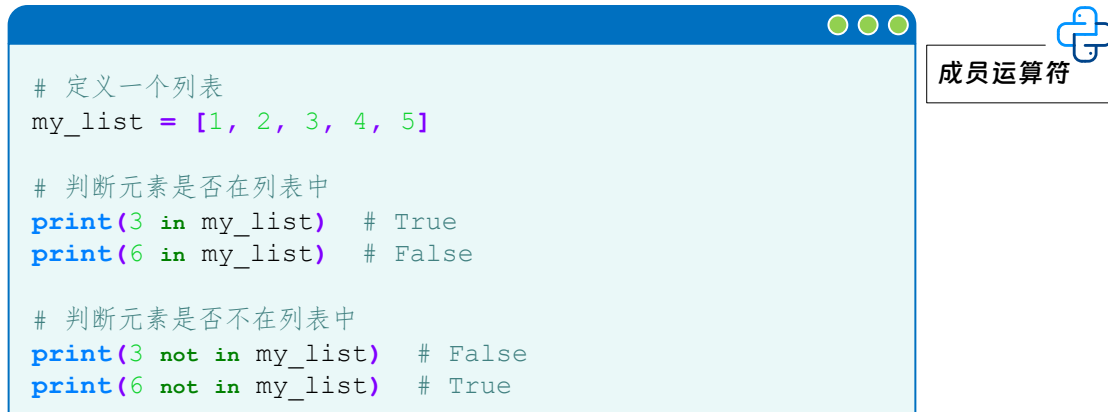 成员运算符
# 定义一个列表
my_list = [1, 2, 3, 4, 5]
# 判断元素是否在列表中
print(3 in my_list)  # True
print(6 in my_list)  # False
# 判断元素是否不在列表中
print(3 not in my_list)  # False
print(6 not in my_list)  # True